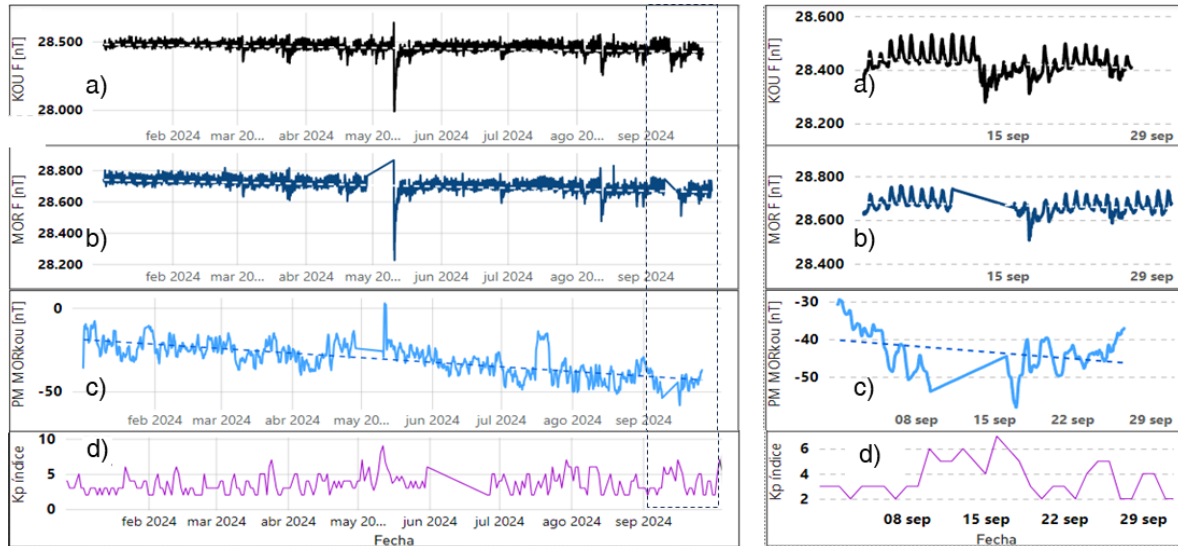 KOU F [nT]
28.500
28.000
a)
feb 2024 mar 20... abr 2024 may 20... jun 2024 jul 2024 ago 20... sep 2024
MOR F [nT]
28.800
28.600
28.400
28.200
b)
feb 2024 mar 20... abr 2024 may 20... jun 2024 jul 2024 ago 20... sep 2024
PM MORkou [nT]
0
-50
c)
feb 2024 mar 2024 abr 2024 may 2024 jun 2024 jul 2024 ago 2024 sep 2024
Kp índice
10
5
0
d)
feb 2024 mar 2024 abr 2024 may 20... jun 2024 jul 2024 ago 2024 sep 2024
Fecha
KOU F [nT]
28.600
28.400
28.200
a)
15 sep 29 sep
MOR F [nT]
28.800
28.600
28.400
b)
15 sep 29 sep
PM MORkou [nT]
-30
-40
-50
c)
08 sep 15 sep 22 sep 29 sep
Kp índice
6
4
2
d)
08 sep 15 sep 22 sep 29 sep
Fecha